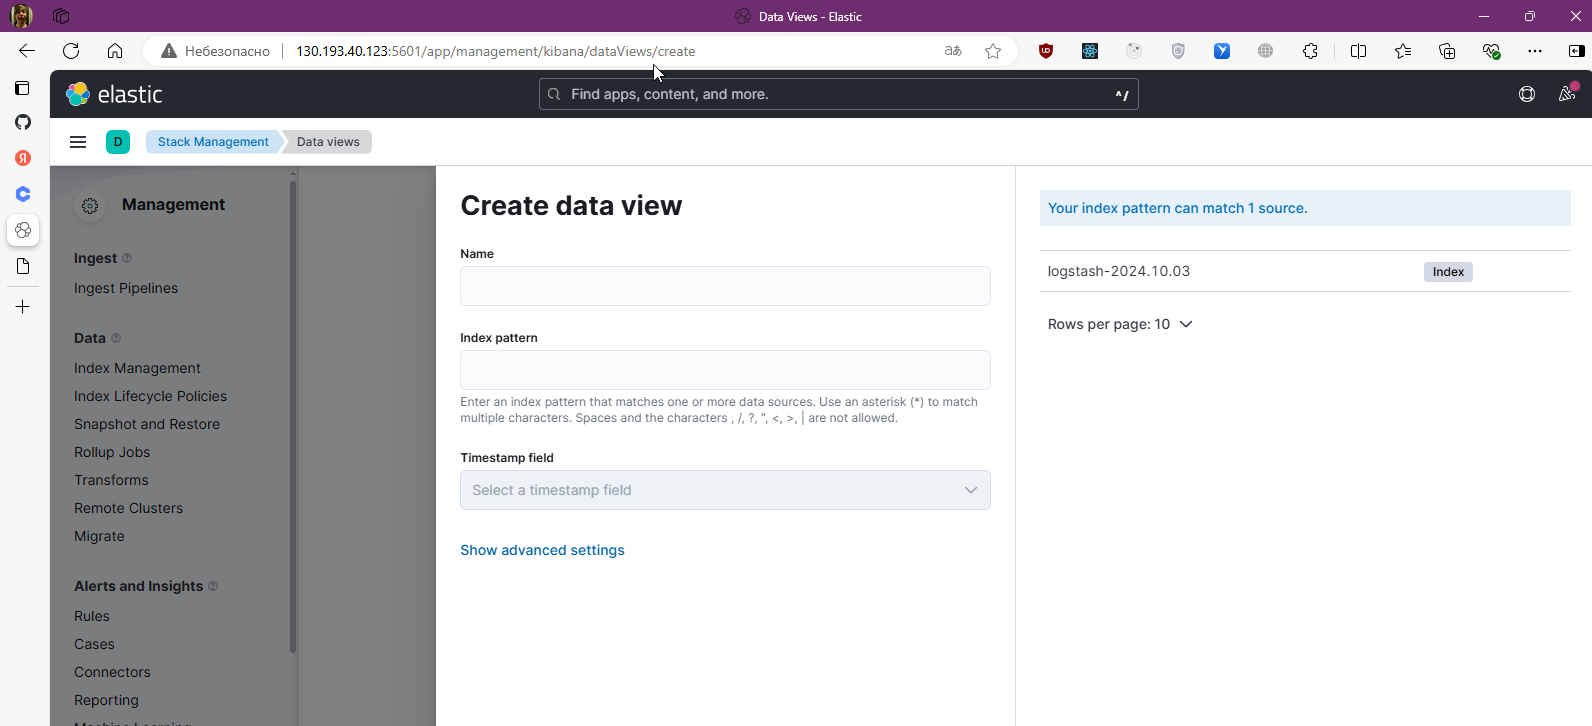 Data Views - Elastic
Небезопасно
130.193.40.123:5601/app/management/kibana/dataViews/create
аあ
elastic
Find apps, content, and more.
^/
D
Stack Management
Data views
Management
Ingest
Ingest Pipelines
Data
Index Management
Index Lifecycle Policies
Snapshot and Restore
Rollup Jobs
Transforms
Remote Clusters
Migrate
Alerts and Insights
Rules
Cases
Connectors
Reporting
Machine Learning
Create data view
Name
Index pattern
Enter an index pattern that matches one or more data sources. Use an asterisk (*) to match
multiple characters. Spaces and the characters , /, ?, ", <, >, | are not allowed.
Timestamp field
Select a timestamp field
Show advanced settings
Your index pattern can match 1 source.
logstash-2024.10.03
Index
Rows per page: 10